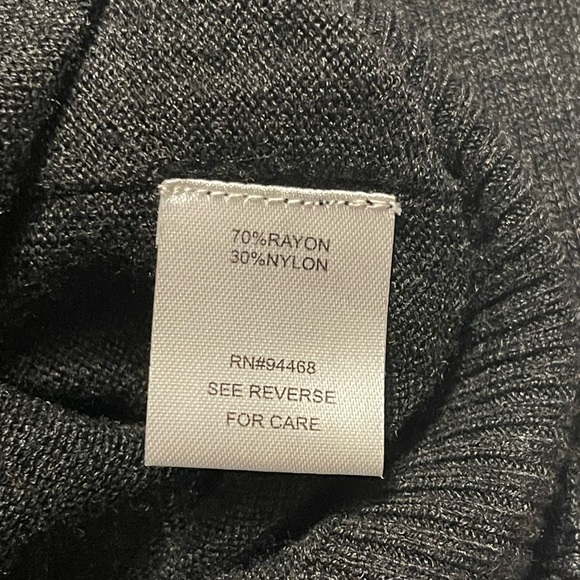 70%RAYON
30%NYLON
RN#94468
SEE REVERSE
FOR CARE